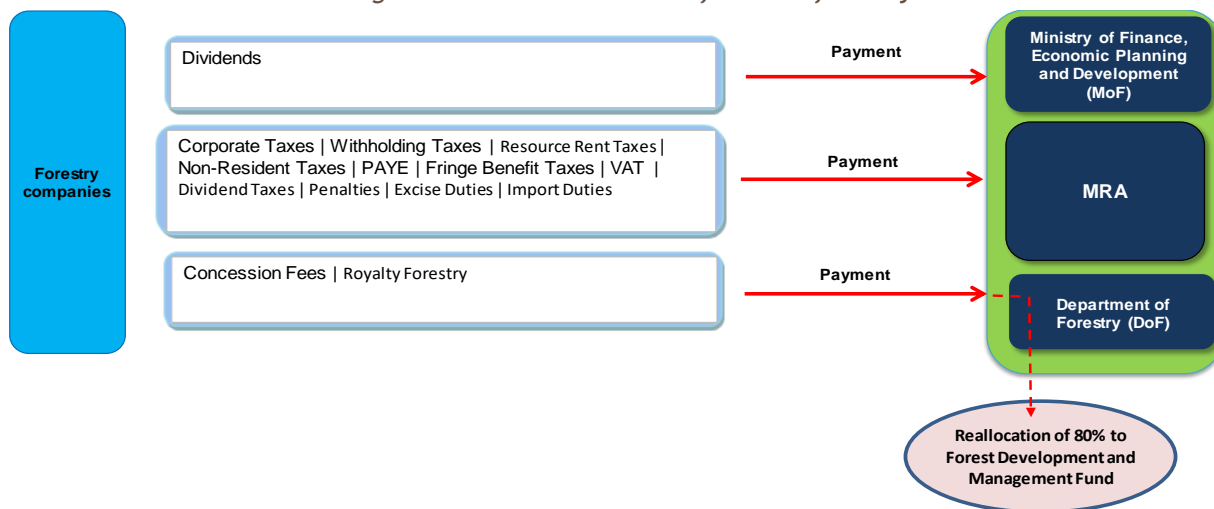 Forestry
companies
Dividends
Payment
Ministry of Finance,
Economic Planning
and Development
(MoF)
Corporate Taxes | Withholding Taxes | Resource Rent Taxes|
Non-Resident Taxes | PAYE | Fringe Benefit Taxes | VAT |
Dividend Taxes | Penalties | Excise Duties | Import Duties
Payment
MRA
Concession Fees | Royalty Forestry
Payment
Department of
Forestry (DoF)
Reallocation of 80% to
Forest Development and
Management Fund